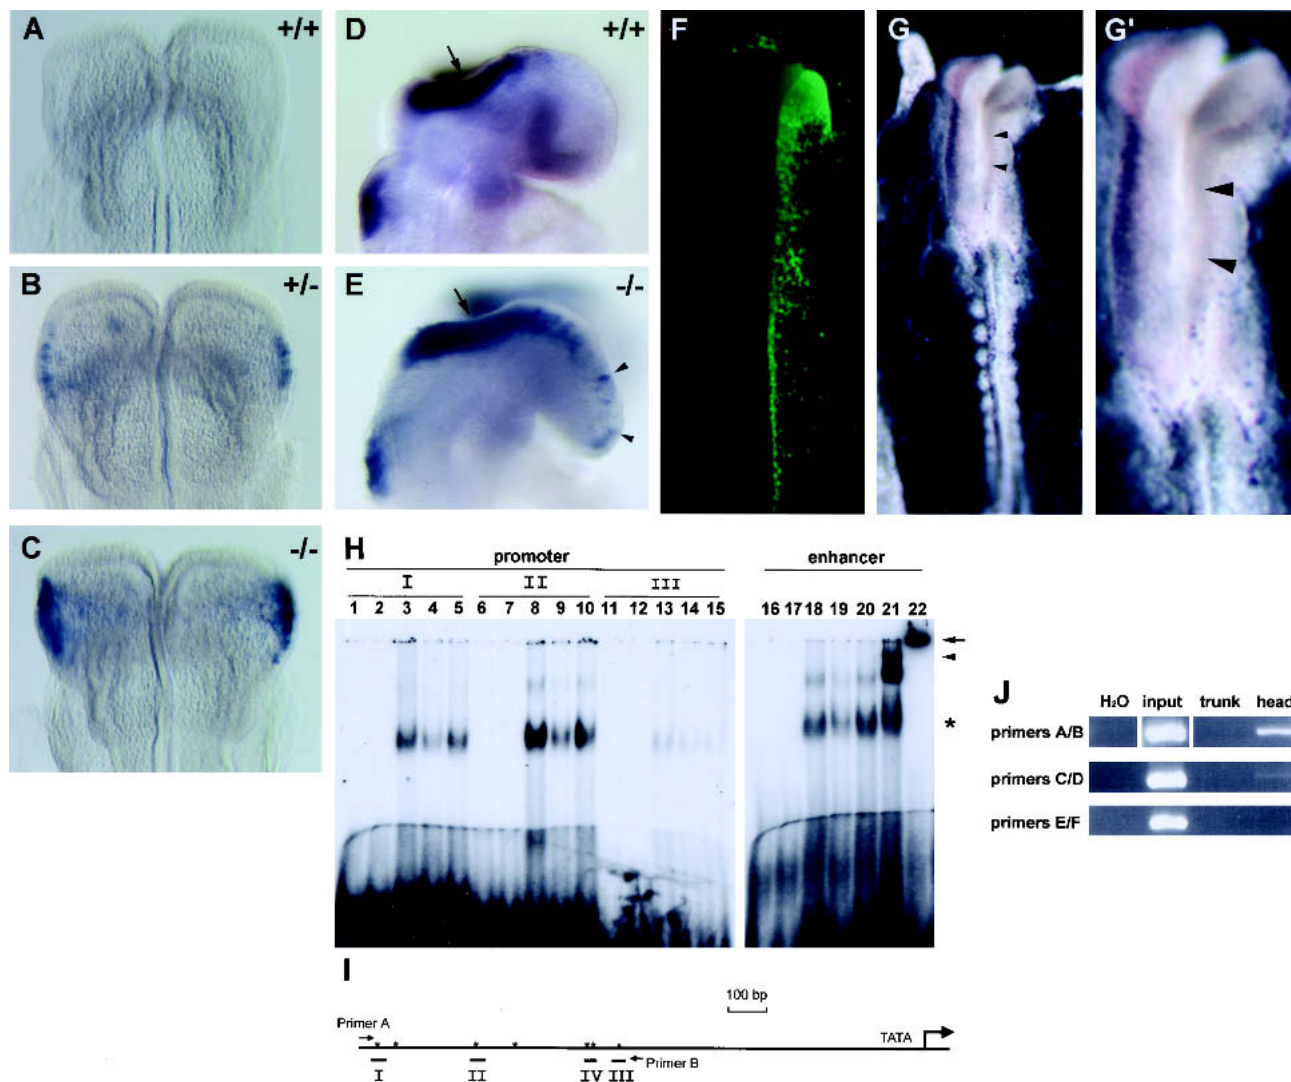 A +/+
D +/+
F
G
G'
B +/-
E -/-
C -/-
H
promoter enhancer
I II III
1 2 3 4 5 6 7 8 9 10 11 12 13 14 15 16 17 18 19 20 21 22
*
J
H₂O input trunk head
primers A/B
primers C/D
primers E/F
I
100 bp
Primer A
TATA
* * * * ** *
Primer B
I II IV III